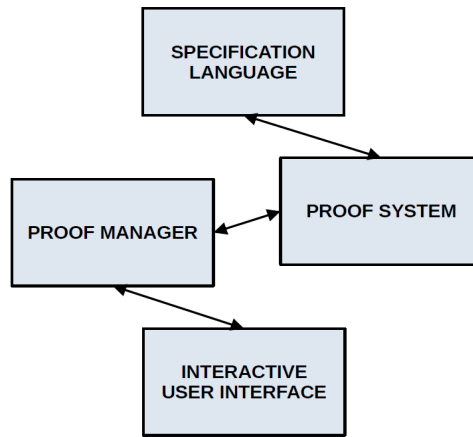 SPECIFICATION
LANGUAGE
PROOF SYSTEM
PROOF MANAGER
INTERACTIVE
USER INTERFACE